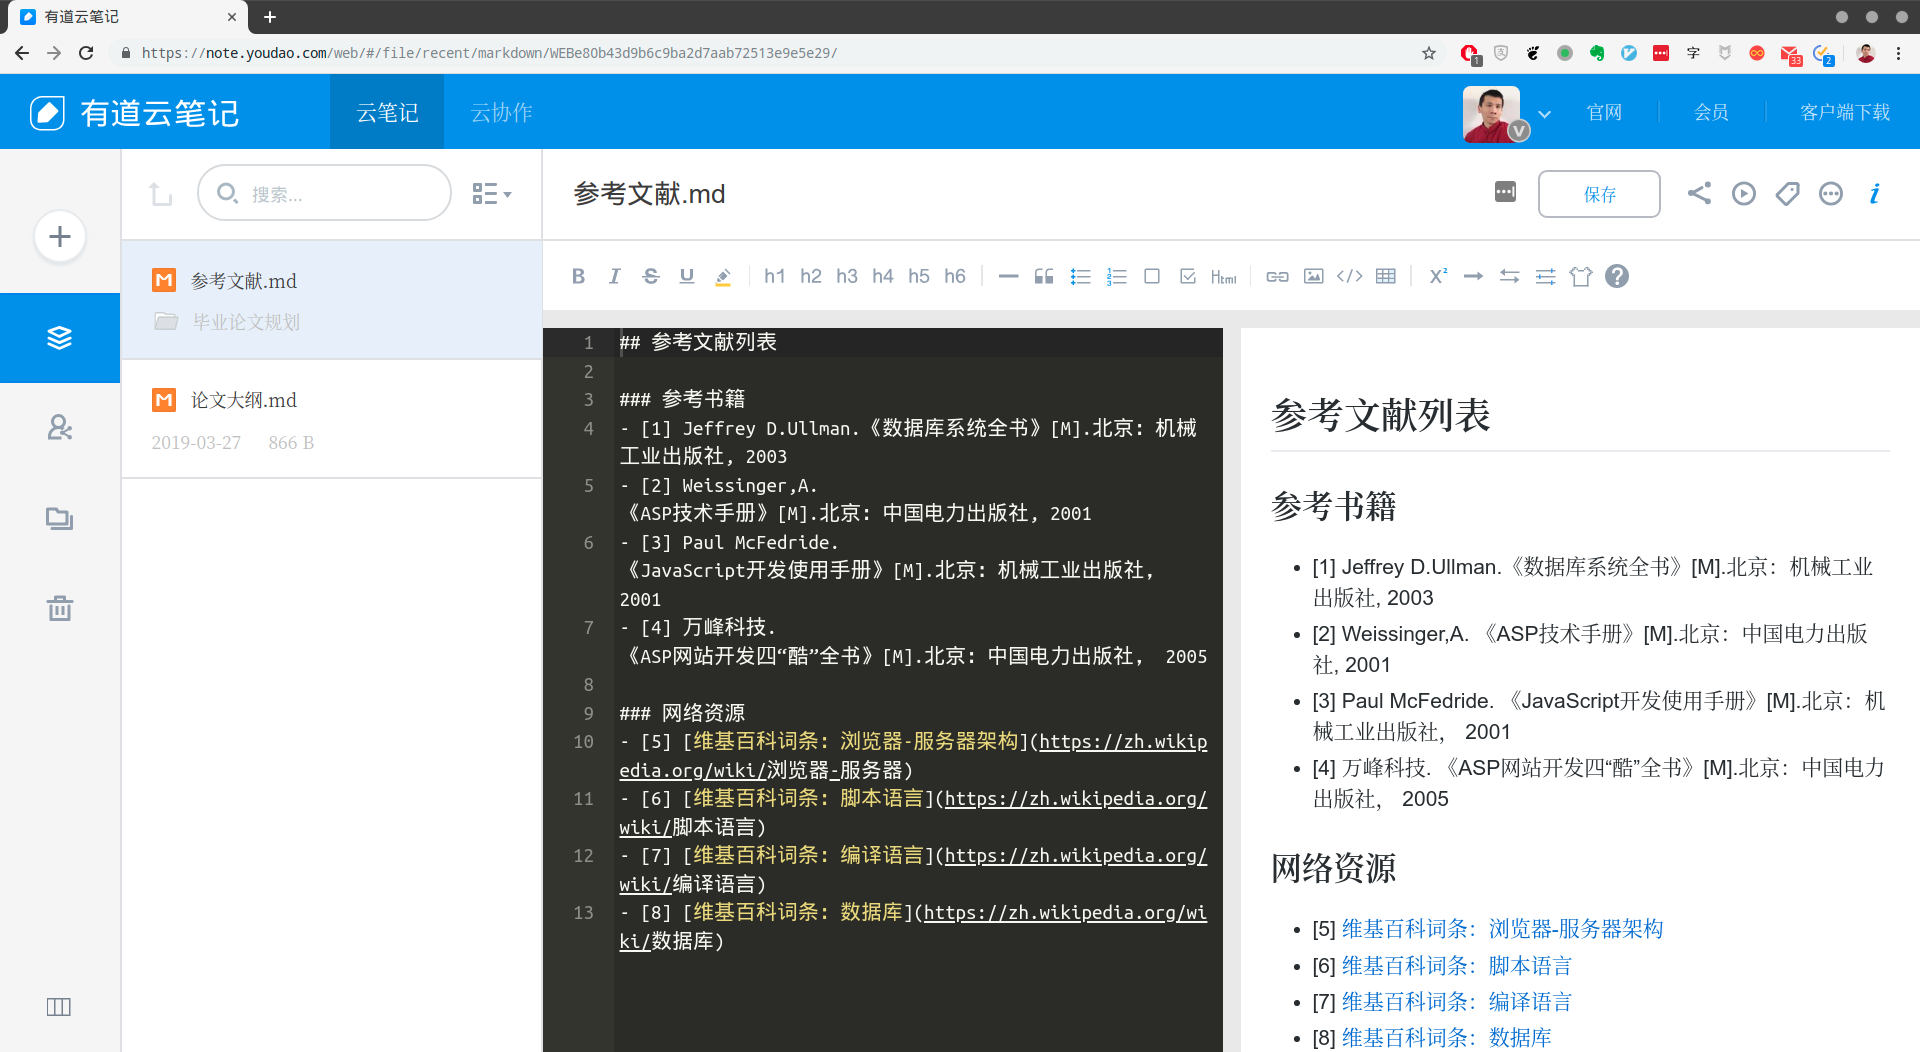 有道云笔记
https://note.youdao.com/web/#/file/recent/markdown/WEBe80b43d9b6c9ba2d7aab72513e9e5e29/
1
字
33
2
有道云笔记
云笔记
云协作
V
官网
会员
客户端下载
搜索...
参考文献.md
保存
参考文献.md
毕业论文规划
论文大纲.md
2019-03-27 866 B
B I S U h1 h2 h3 h4 h5 h6 Html </> X² ?
1 ## 参考文献列表
2
3 ### 参考书籍
4 - [1] Jeffrey D.Ullman.《数据库系统全书》[M].北京: 机械
工业出版社, 2003
5 - [2] Weissinger,A.
《ASP技术手册》[M].北京: 中国电力出版社, 2001
6 - [3] Paul McFedride.
《JavaScript开发使用手册》[M].北京: 机械工业出版社,
2001
7 - [4] 万峰科技.
《ASP网站开发四“酷”全书》[M].北京: 中国电力出版社, 2005
8
9 ### 网络资源
10 - [5] [维基百科词条: 浏览器-服务器架构](https://zh.wikip
edia.org/wiki/浏览器-服务器)
11 - [6] [维基百科词条: 脚本语言](https://zh.wikipedia.org/
wiki/脚本语言)
12 - [7] [维基百科词条: 编译语言](https://zh.wikipedia.org/
wiki/编译语言)
13 - [8] [维基百科词条: 数据库](https://zh.wikipedia.org/wi
ki/数据库)
参考文献列表
参考书籍
• [1] Jeffrey D.Ullman.《数据库系统全书》[M].北京: 机械工业
出版社, 2003
• [2] Weissinger,A. 《ASP技术手册》[M].北京: 中国电力出版
社, 2001
• [3] Paul McFedride. 《JavaScript开发使用手册》[M].北京: 机
械工业出版社, 2001
• [4] 万峰科技. 《ASP网站开发四“酷”全书》[M].北京: 中国电力
出版社, 2005
网络资源
• [5] 维基百科词条: 浏览器-服务器架构
• [6] 维基百科词条: 脚本语言
• [7] 维基百科词条: 编译语言
• [8] 维基百科词条: 数据库